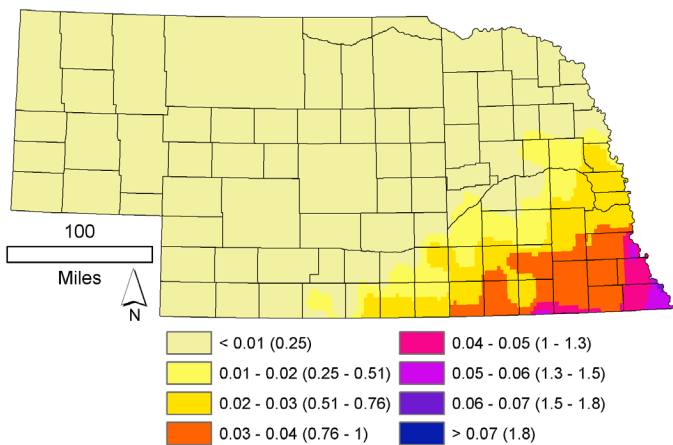 100
Miles
N
< 0.01 (0.25)
0.01 - 0.02 (0.25 - 0.51)
0.02 - 0.03 (0.51 - 0.76)
0.03 - 0.04 (0.76 - 1)
0.04 - 0.05 (1 - 1.3)
0.05 - 0.06 (1.3 - 1.5)
0.06 - 0.07 (1.5 - 1.8)
> 0.07 (1.8)